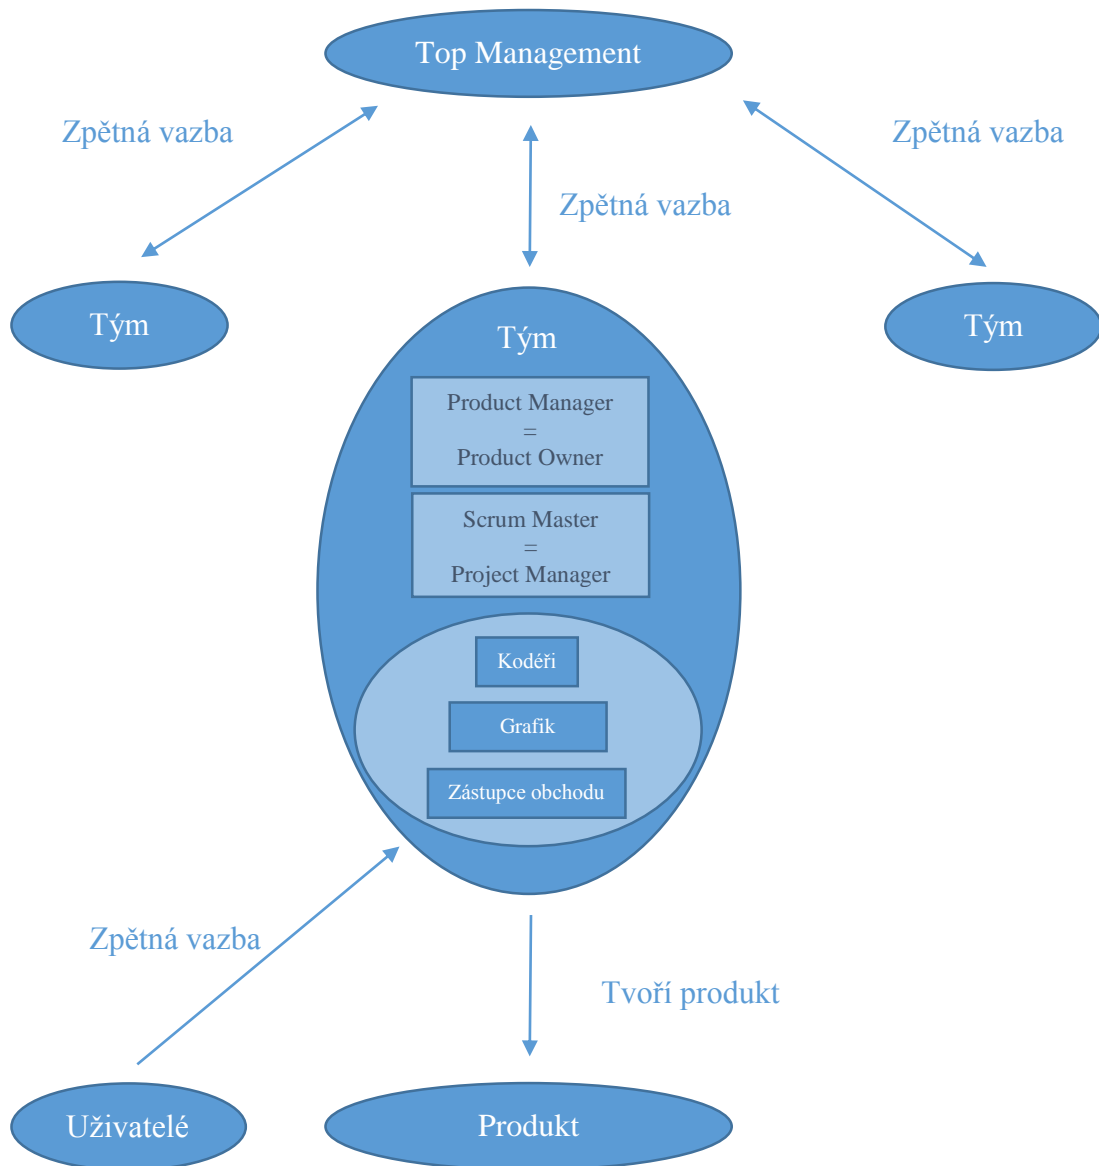 Top Management
Zpětná vazba
Zpětná vazba
Zpětná vazba
Tým
Tým
Tým
Product Manager
=
Product Owner
Scrum Master
=
Project Manager
Kodéři
Grafik
Zástupce obchodu
Zpětná vazba
Tvoří produkt
Uživatelé
Produkt